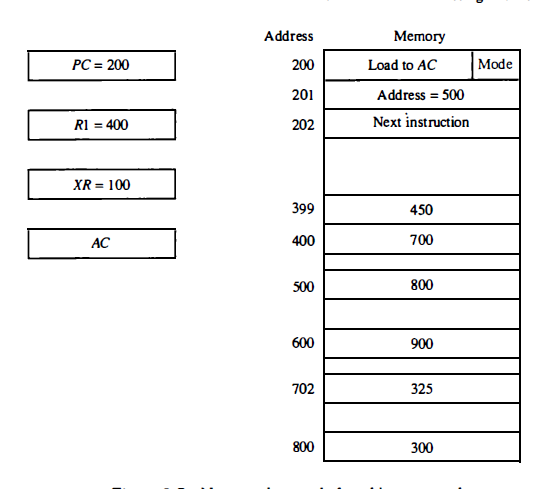 Address Memory
PC = 200
200 Load to AC Mode
201 Address = 500
R1 = 400
202 Next instruction
XR = 100
399 450
AC
400 700
500 800
600 900
702 325
800 300